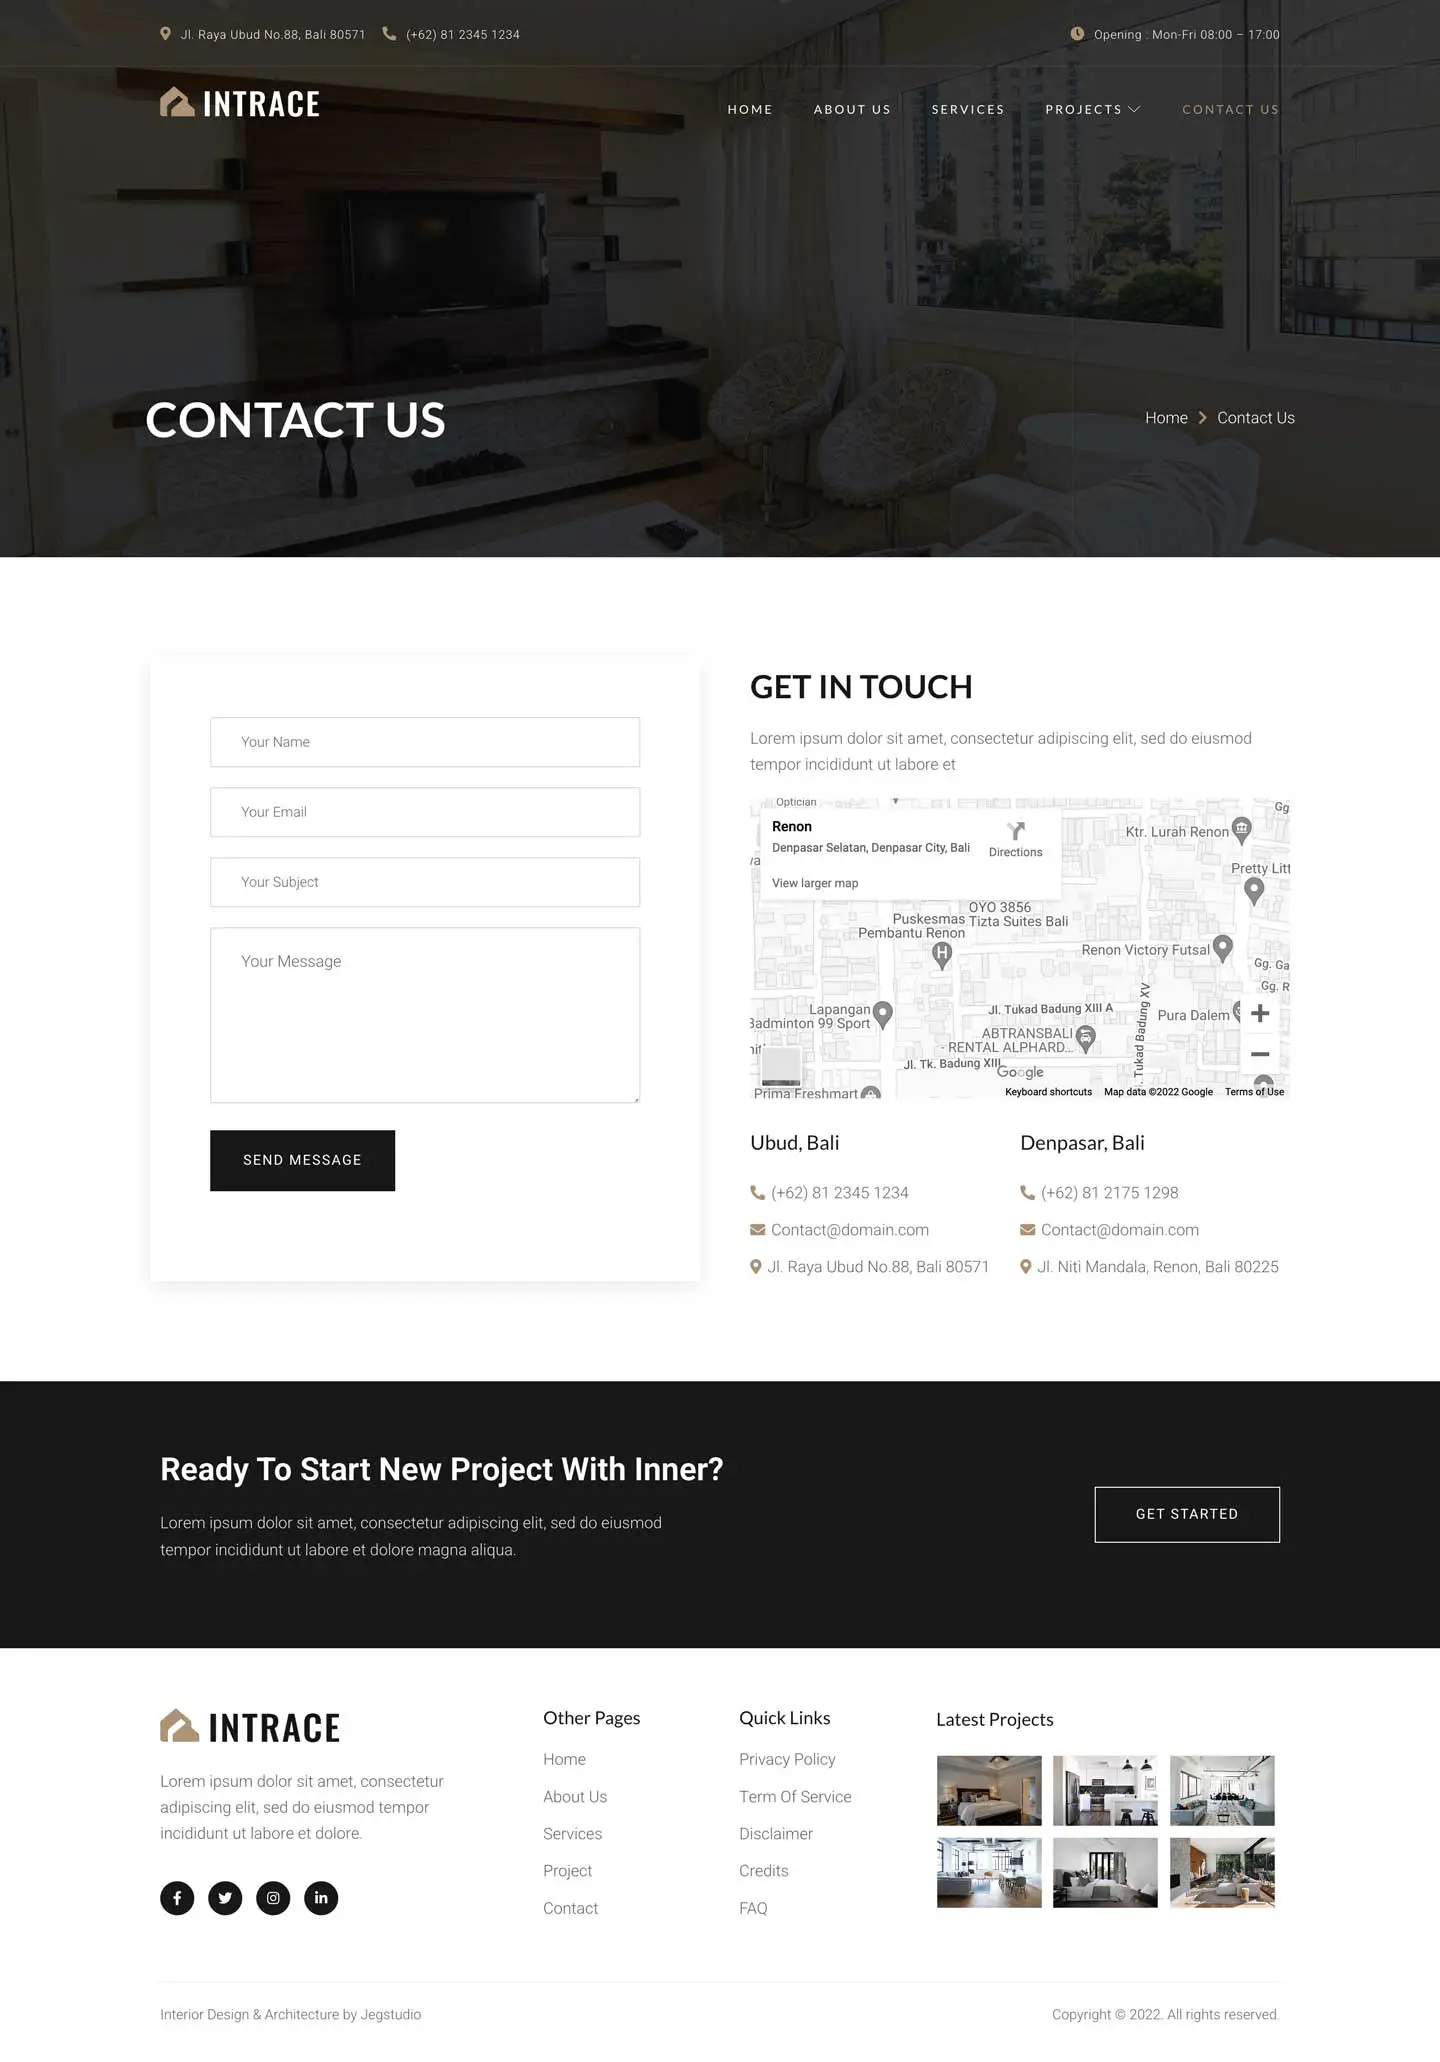 Jl. Raya Ubud No.88, Bali 80571
(+62) 81 2345 1234
Opening : Mon-Fri 08:00 – 17:00
INTRACE
HOME
ABOUT US
SERVICES
PROJECTS
CONTACT US
CONTACT US
Home
Contact Us
Your Name
Your Email
Your Subject
Your Message
SEND MESSAGE
GET IN TOUCH
Lorem ipsum dolor sit amet, consectetur adipiscing elit, sed do eiusmod
tempor incididunt ut labore et
Optician
Renon
Denpasar Selatan, Denpasar City, Bali
Directions
View larger map
Gg.
Ktr. Lurah Renon
Pretty Litt
OYO 3856
Tizta Suites Bali
Puskesmas
Pembantu Renon
Renon Victory Futsal
Gg. Ga
Gg. R
Lapangan
Badminton 99 Sport
Jl. Tukad Badung XIII A
Tukad Badung XV
Pura Dalem
ABTRANSBALI
- RENTAL ALPHARD...
Jl. Tk. Badung XIII
Google
Prima Freshmart
Keyboard shortcuts
Map data ©2022 Google
Terms of Use
Ubud, Bali
(+62) 81 2345 1234
Contact@domain.com
Jl. Raya Ubud No.88, Bali 80571
Denpasar, Bali
(+62) 81 2175 1298
Contact@domain.com
Jl. Niti Mandala, Renon, Bali 80225
Ready To Start New Project With Inner?
Lorem ipsum dolor sit amet, consectetur adipiscing elit, sed do eiusmod
tempor incididunt ut labore et dolore magna aliqua.
GET STARTED
INTRACE
Lorem ipsum dolor sit amet, consectetur
adipiscing elit, sed do eiusmod tempor
incididunt ut labore et dolore.
Other Pages
Home
About Us
Services
Project
Contact
Quick Links
Privacy Policy
Term Of Service
Disclaimer
Credits
FAQ
Latest Projects
Interior Design & Architecture by Jegstudio
Copyright © 2022. All rights reserved.